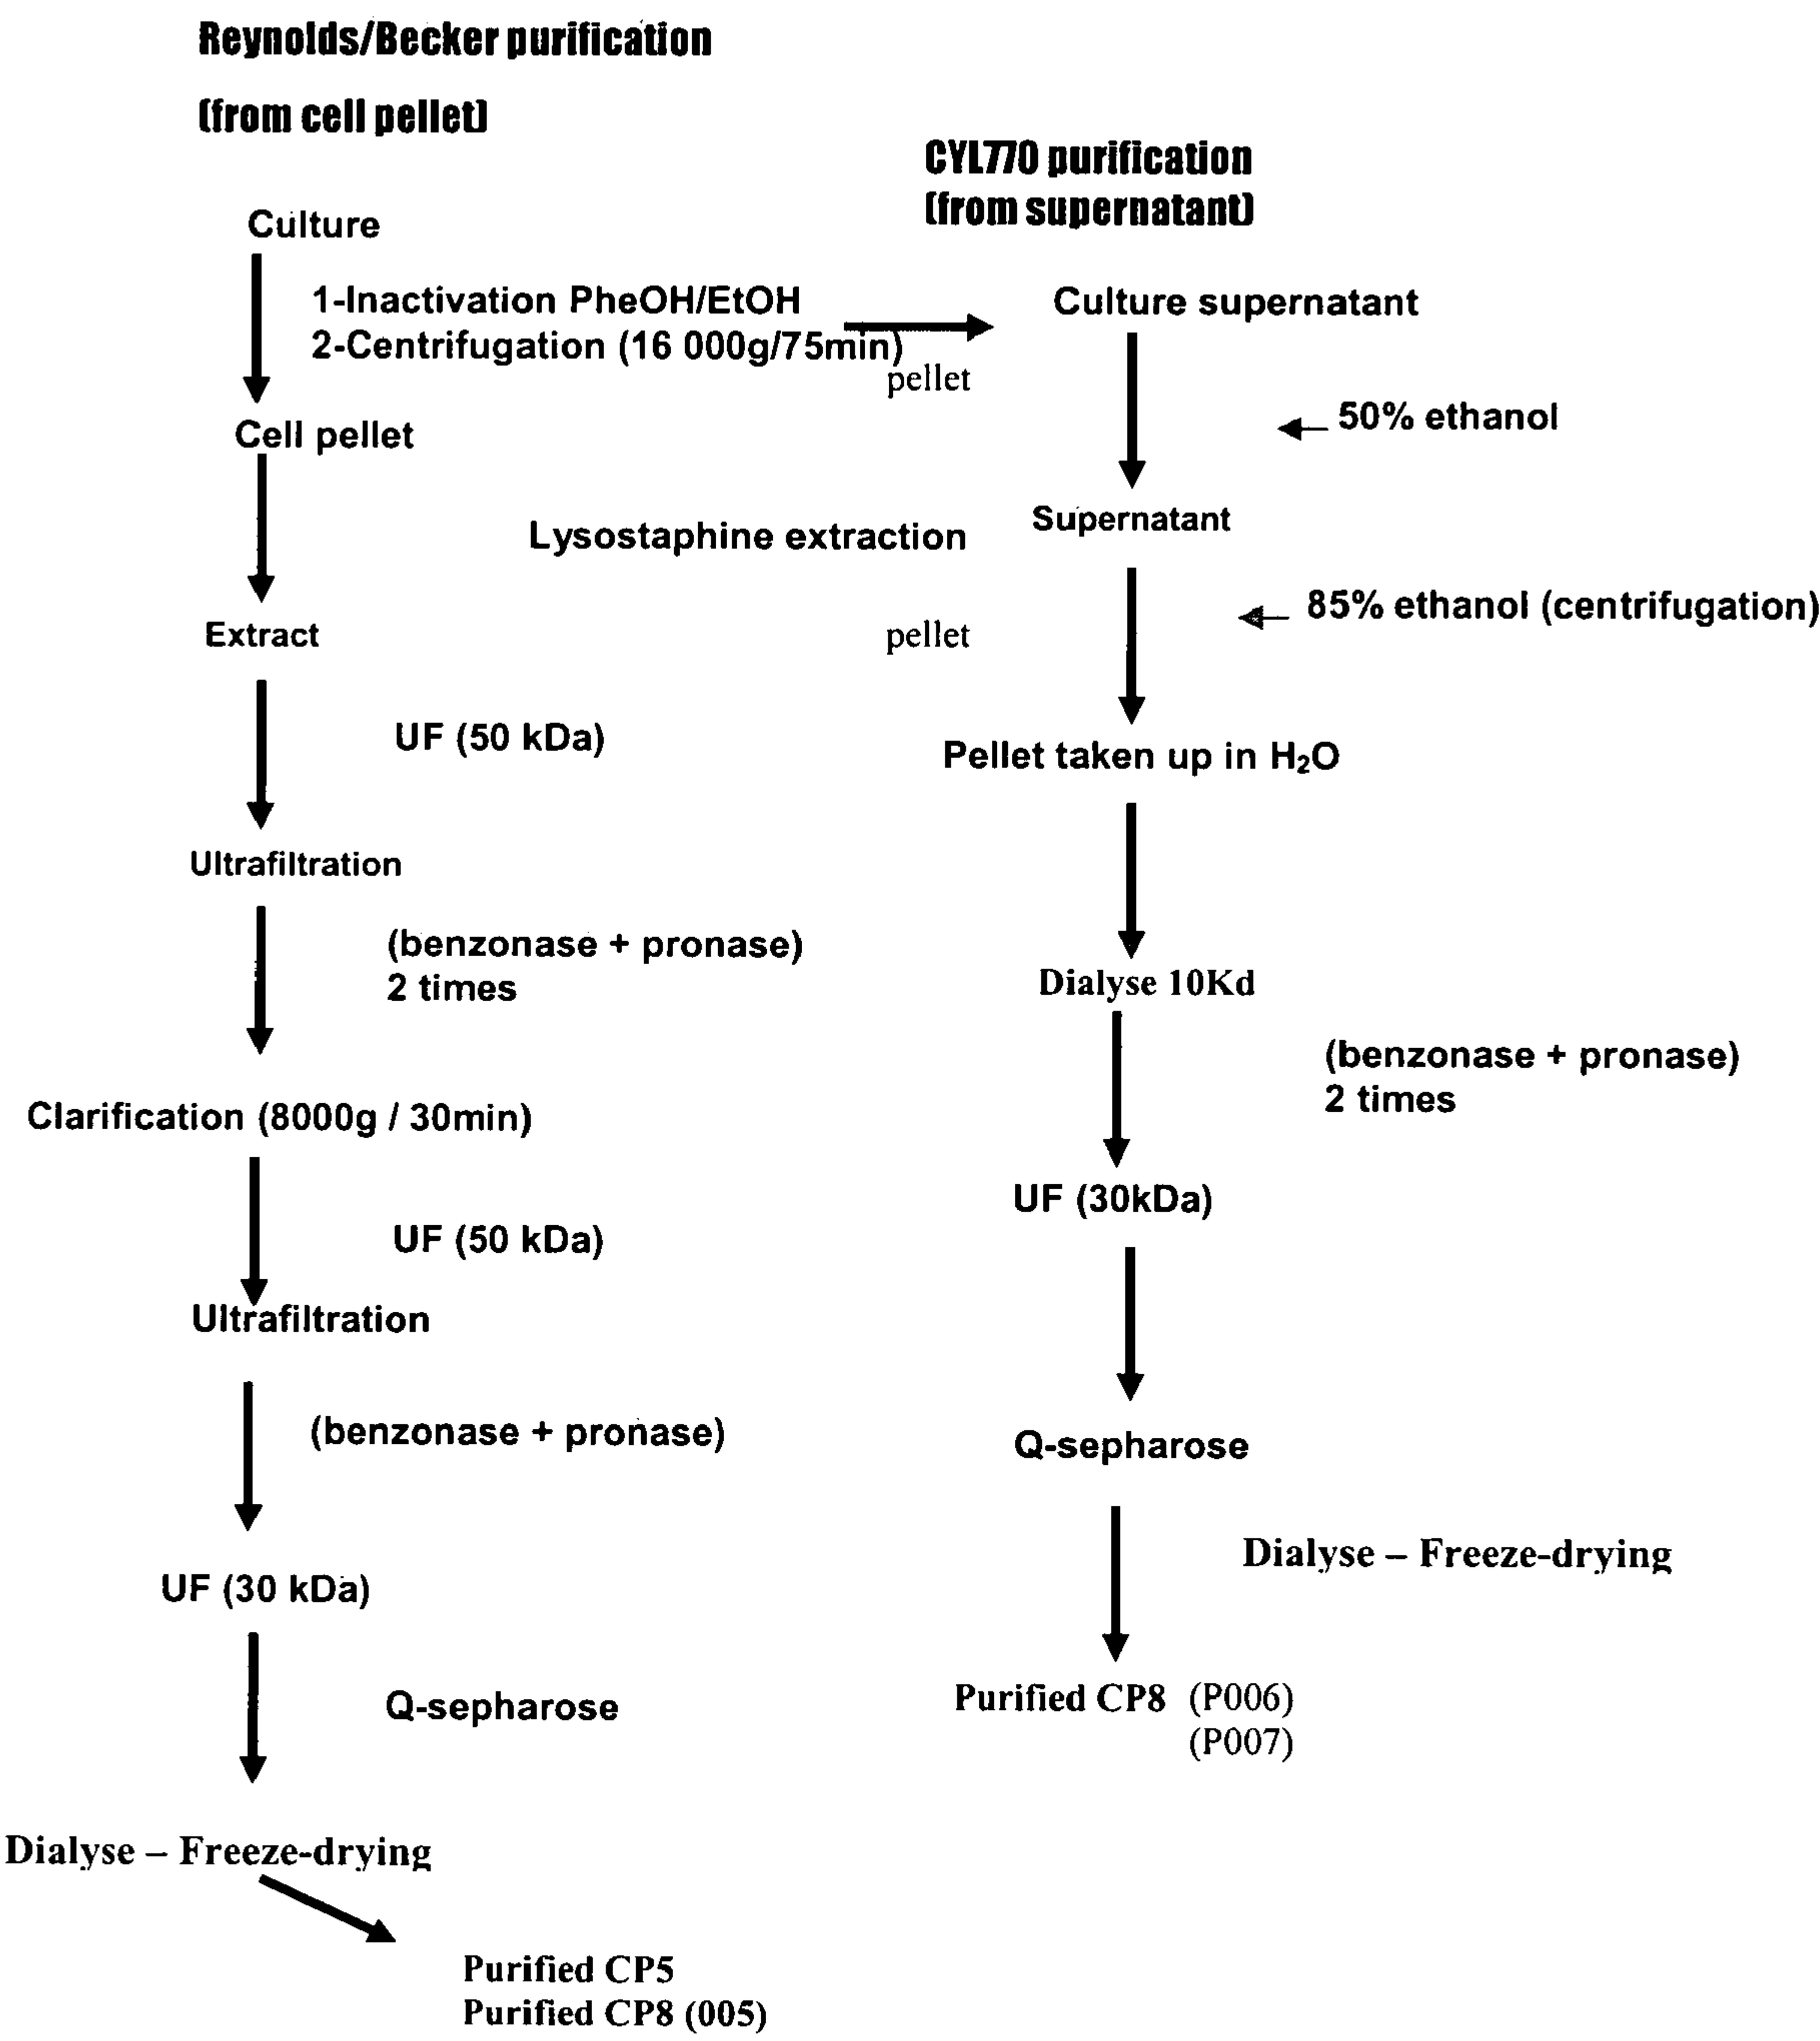 Reynolds/Becker purification
(from cell pellet)
Culture
1-Inactivation PheOH/EtOH
2-Centrifugation (16 000g/75min)
pellet
Cell pellet
Lysostaphine extraction
Extract
UF (50 kDa)
Ultrafiltration
(benzonase + pronase)
2 times
Clarification (8000g / 30min)
UF (50 kDa)
Ultrafiltration
(benzonase + pronase)
UF (30 kDa)
Q-sepharose
Dialyse – Freeze-drying
Purified CP5
Purified CP8 (005)
CYL770 purification
(from supernatant)
Culture supernatant
50% ethanol
Supernatant
85% ethanol (centrifugation)
pellet
Pellet taken up in H₂O
Dialyse 10Kd
(benzonase + pronase)
2 times
UF (30kDa)
Q-sepharose
Dialyse – Freeze-drying
Purified CP8 (P006)
(P007)